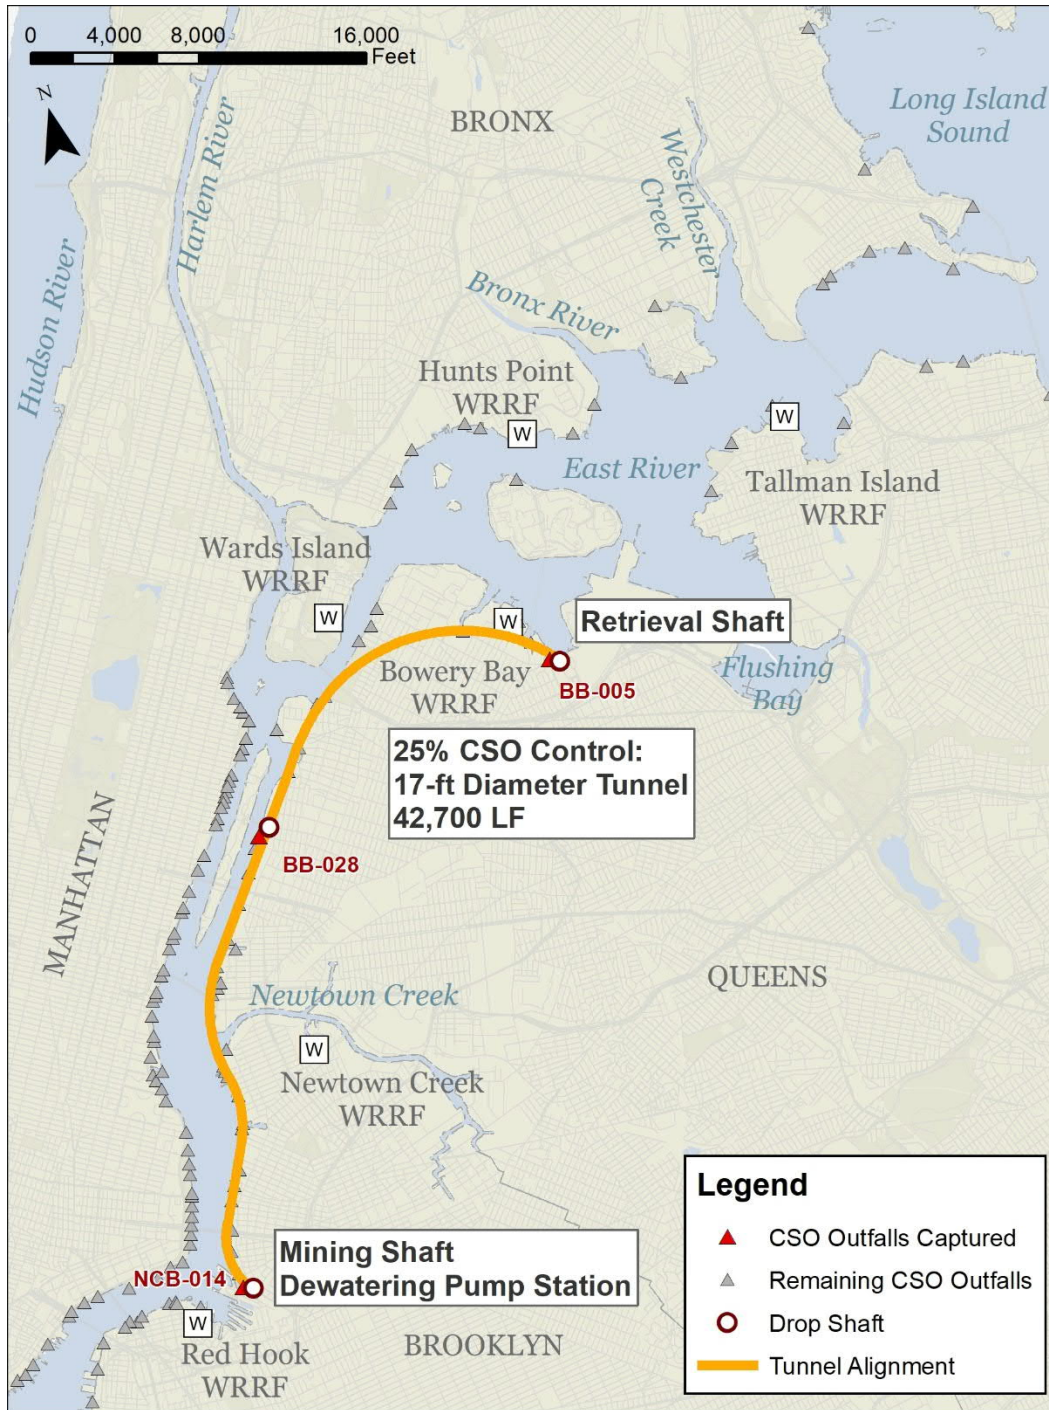 0 4,000 8,000 16,000
Feet
N
Long Island
Sound
BRONX
Harlem River
Westchester
Creek
Hudson River
Bronx River
Hunts Point
WRRF
W
W
East River
Tallman Island
WRRF
Wards Island
WRRF
W
W
Retrieval Shaft
Bowery Bay
WRRF
BB-005
Flushing
Bay
25% CSO Control:
17-ft Diameter Tunnel
42,700 LF
MANHATTAN
BB-028
QUEENS
Newtown Creek
W
Newtown Creek
WRRF
NCB-014
Mining Shaft
Dewatering Pump Station
W
Red Hook
WRRF
BROOKLYN
Legend
CSO Outfalls Captured
Remaining CSO Outfalls
Drop Shaft
Tunnel Alignment